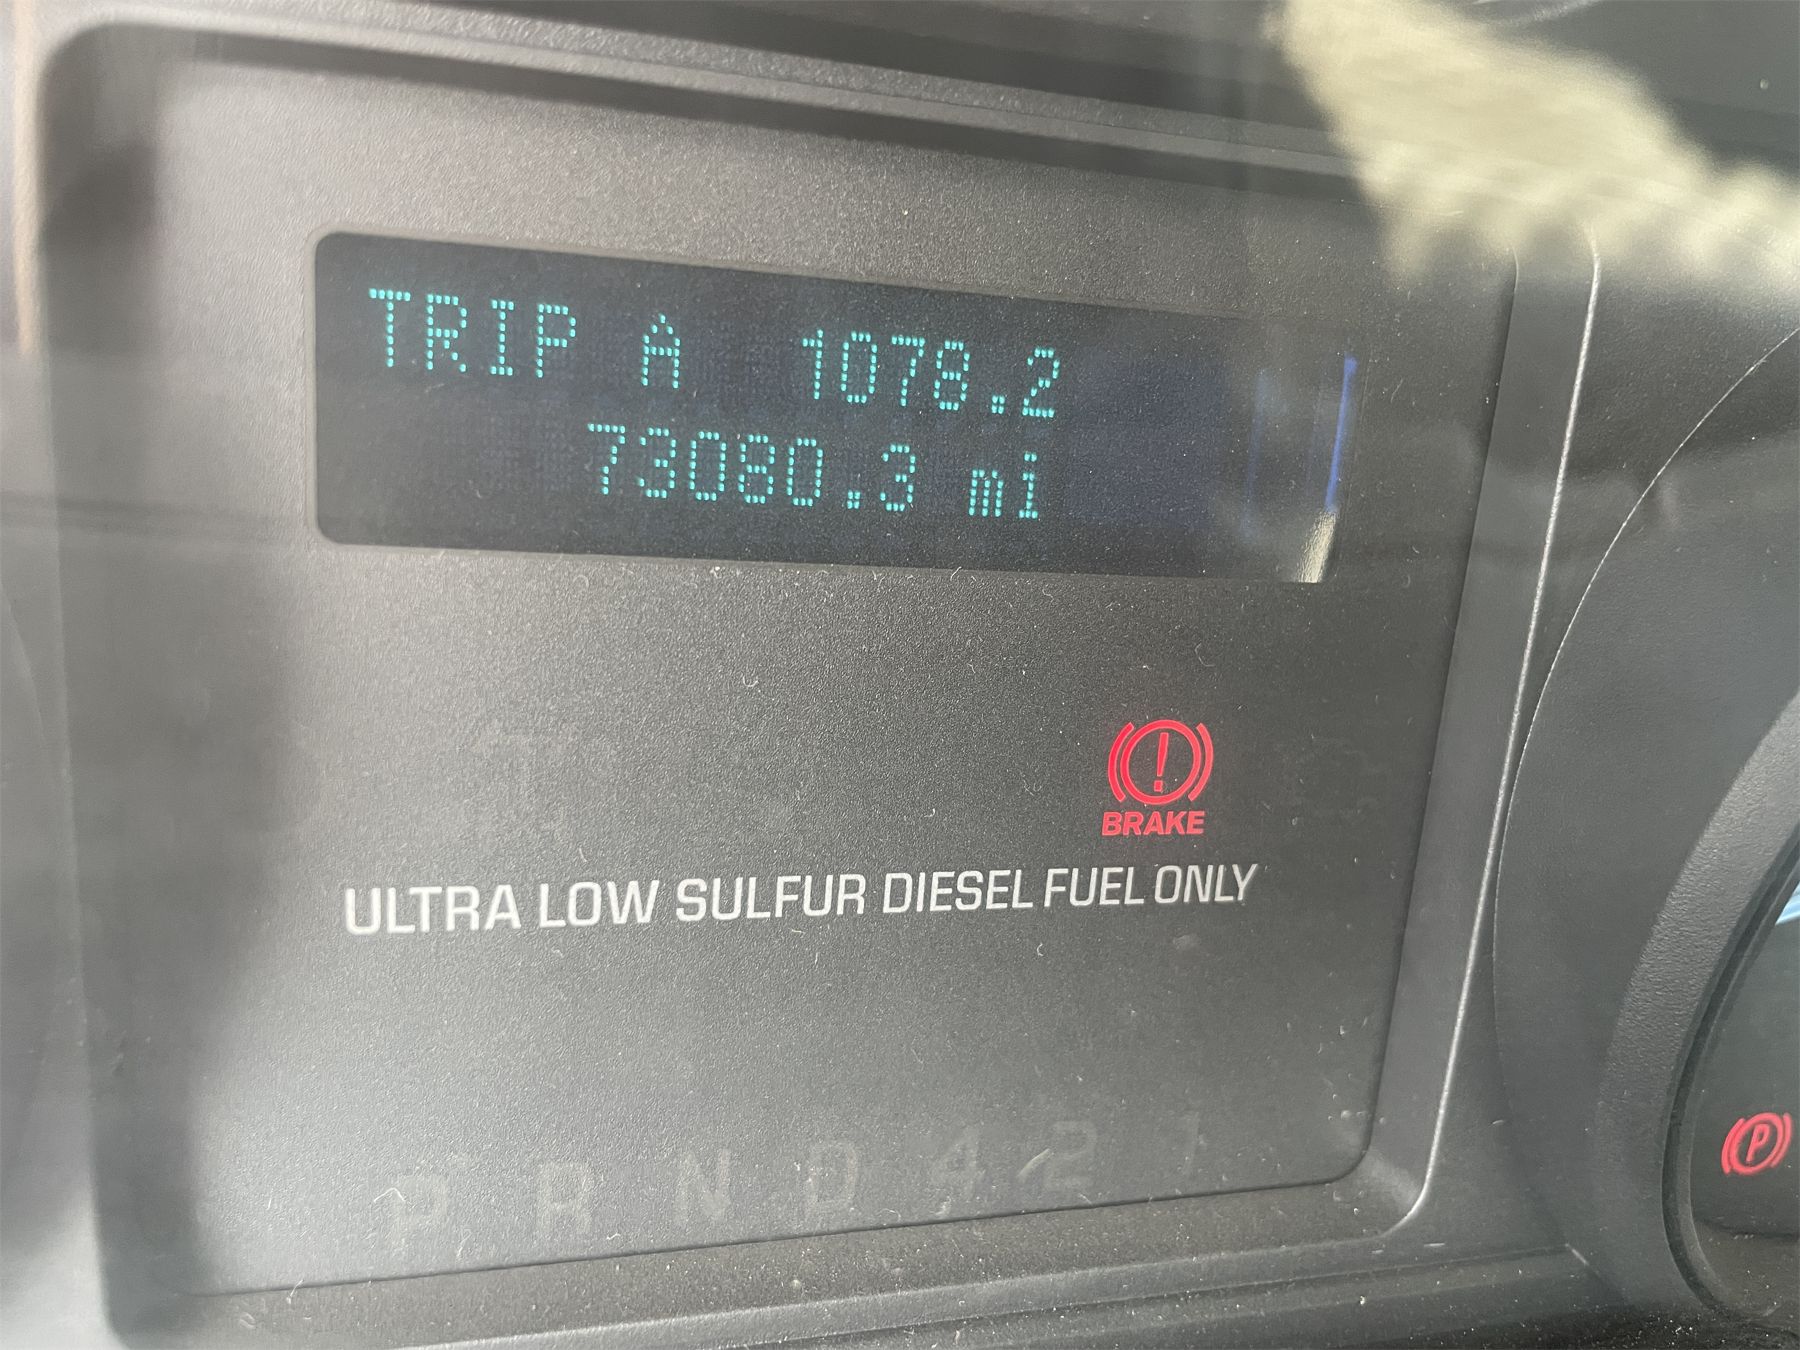 TRIP A 1078.2
73080.3 mi
BRAKE
ULTRA LOW SULFUR DIESEL FUEL ONLY
P R N D 4 2 1
P